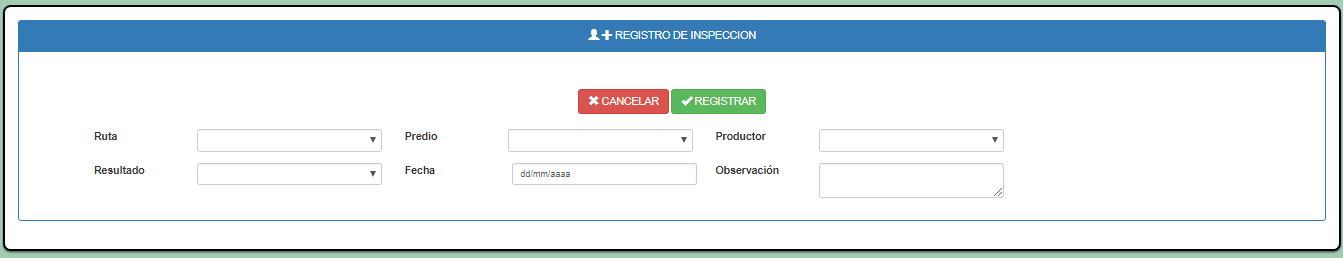 REGISTRO DE INSPECCION
CANCELAR REGISTRAR
Ruta Predio Productor
Resultado Fecha dd/mm/aaaa Observación